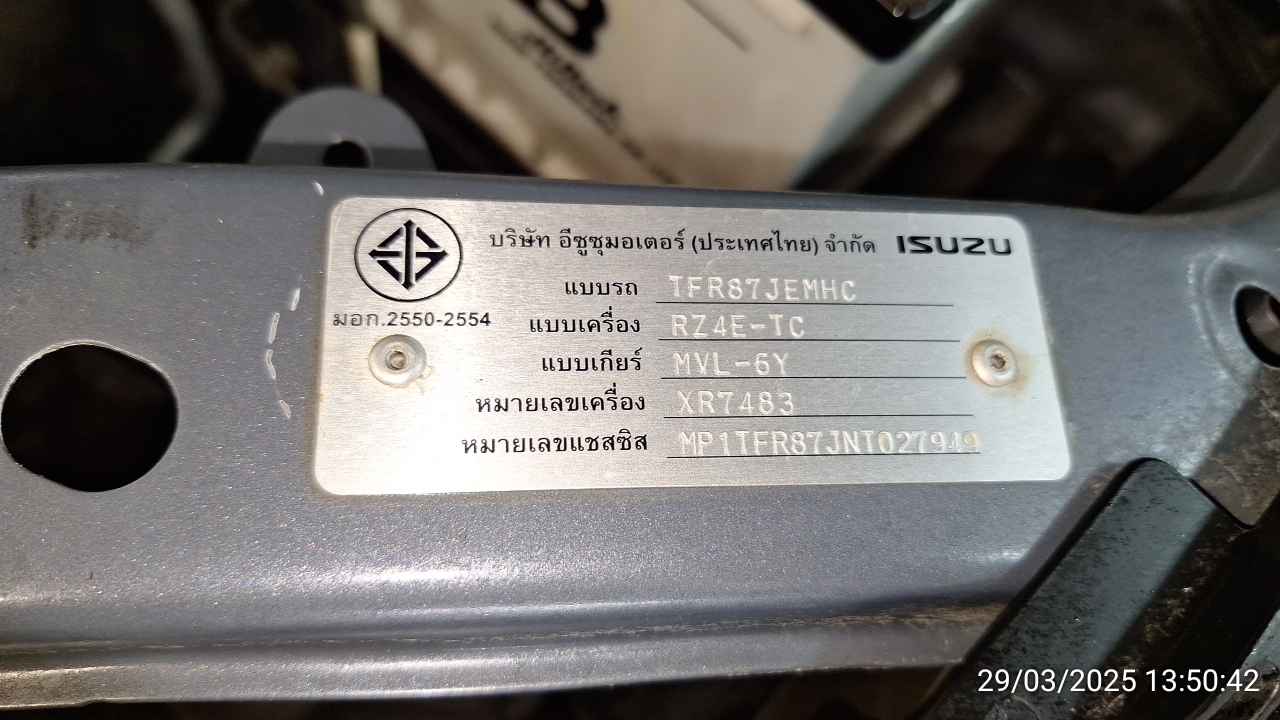 B
บริษัท อีซูซุมอเตอร์ (ประเทศไทย) จำกัด ISUZU
แบบรถ TFR87JEMHC
มอก.2550-2554
แบบเครื่อง RZ4E-TC
แบบเกียร์ MVL-6Y
หมายเลขเครื่อง XR7483
หมายเลขแชสซิส MP1TFR87JNT027949
29/03/2025 13:50:42